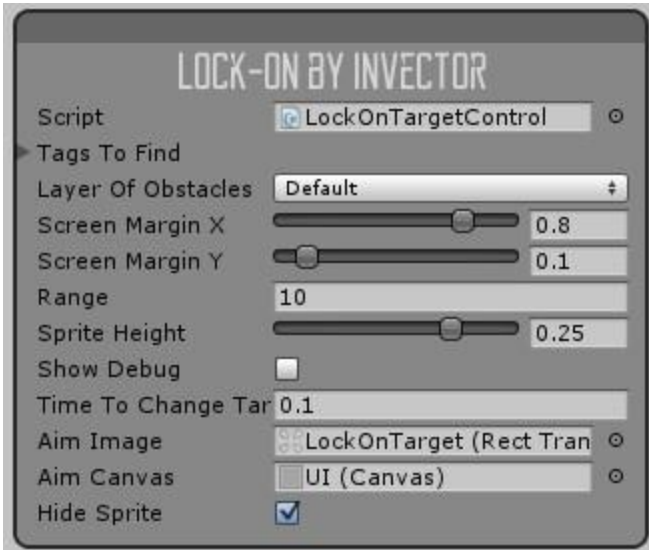 LOCK-ON BY INVECTOR
Script LockOnTargetControl
Tags To Find
Layer Of Obstacles Default
Screen Margin X 0.8
Screen Margin Y 0.1
Range 10
Sprite Height 0.25
Show Debug
Time To Change Tar 0.1
Aim Image LockOnTarget (Rect Tran
Aim Canvas UI (Canvas)
Hide Sprite